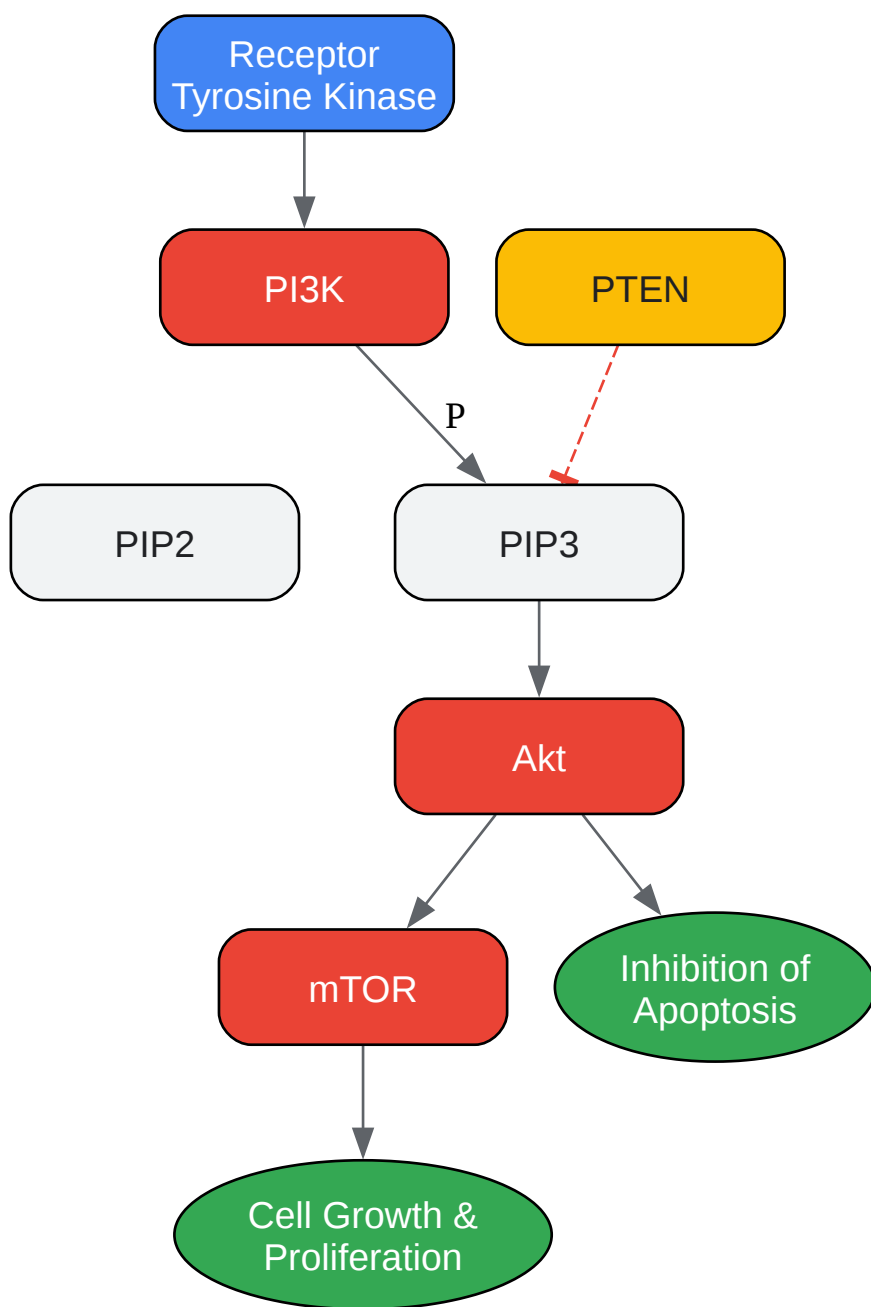 Receptor
Tyrosine Kinase
PI3K
PTEN
P
PIP2
PIP3
Akt
mTOR
Inhibition of
Apoptosis
Cell Growth &
Proliferation